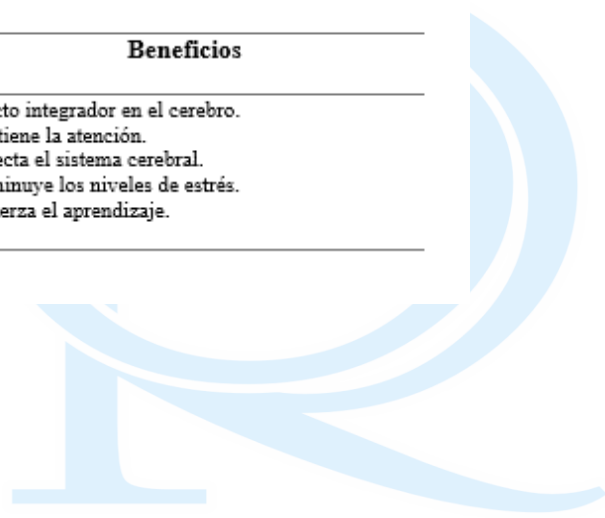 Beneficios
cto integrador en el cerebro.
tiene la atención.
ecta el sistema cerebral.
minuye los niveles de estrés.
erza el aprendizaje.